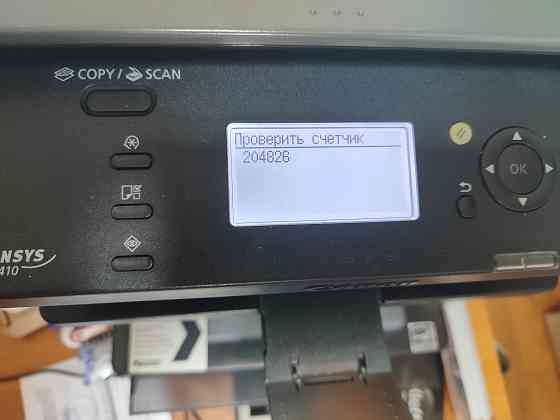 COPY / SCAN
Проверить счетчик
204826
OK
NSYS
410